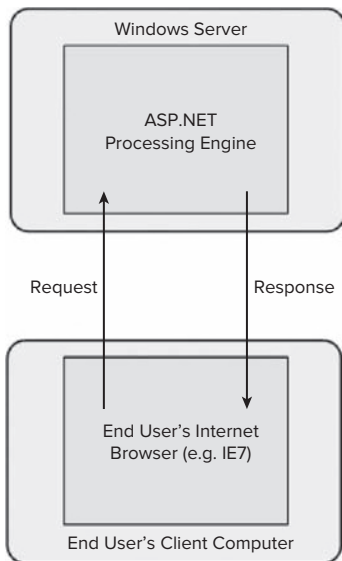 Windows Server
ASP.NET
Processing Engine
Request
Response
End User's Internet
Browser (e.g. IE7)
End User's Client Computer